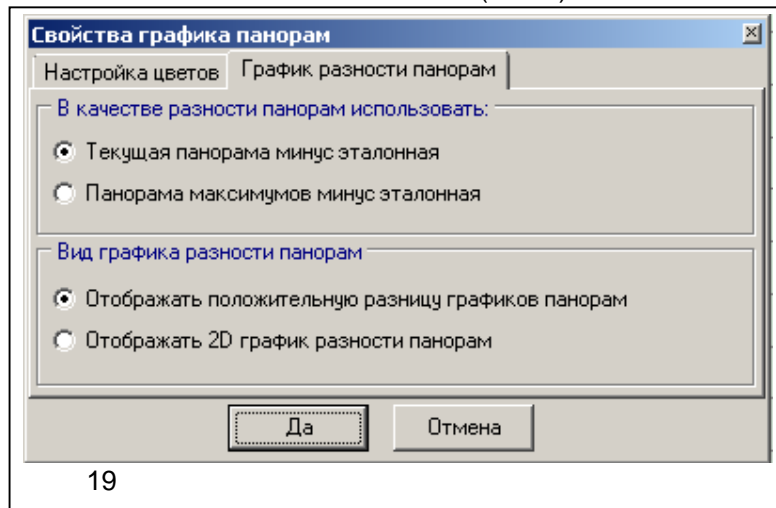 Свойства графика панорам
Настройка цветов График разности панорам
В качестве разности панорам использовать:
Текущая панорама минус эталонная
Панорама максимумов минус эталонная
Вид графика разности панорам
Отображать положительную разницу графиков панорам
Отображать 2D график разности панорам
Да Отмена
19